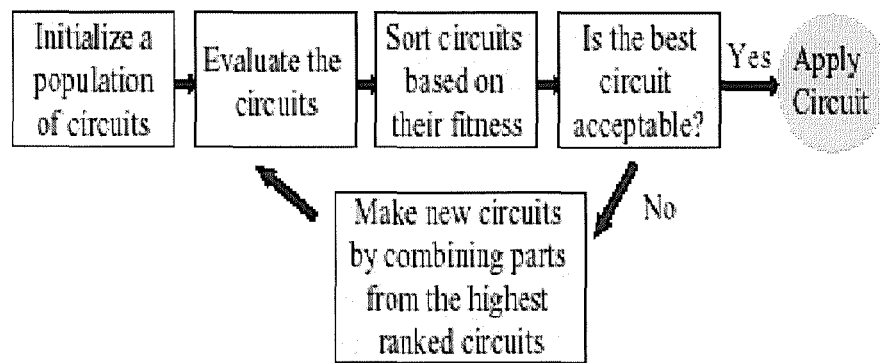 Initialize a
population
of circuits
Evaluate the
circuits
Sort circuits
based on
their fitness
Is the best
circuit
acceptable?
Yes
Apply
Circuit
No
Make new circuits
by combining parts
from the highest
ranked circuits